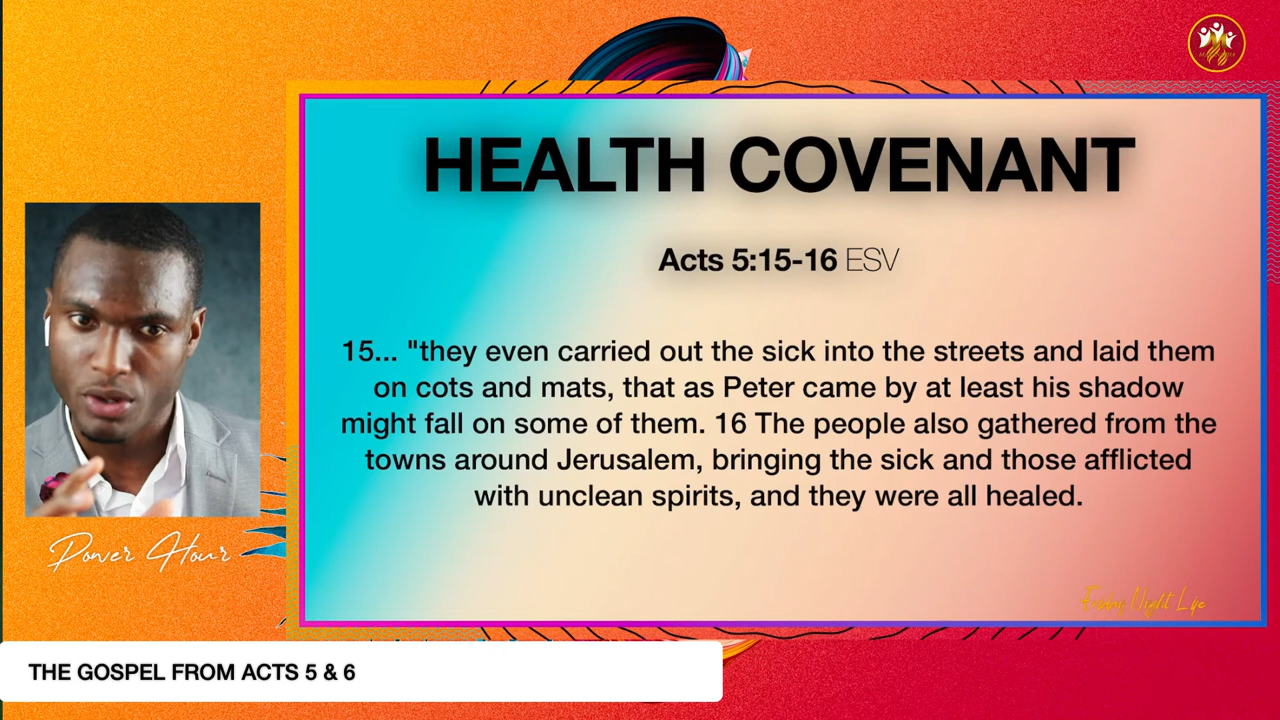 HEALTH COVENANT
Acts 5:15-16 ESV
15... "they even carried out the sick into the streets and laid them
on cots and mats, that as Peter came by at least his shadow
might fall on some of them. 16 The people also gathered from the
towns around Jerusalem, bringing the sick and those afflicted
with unclean spirits, and they were all healed.
Friday Night Life
Power Hour
THE GOSPEL FROM ACTS 5 & 6